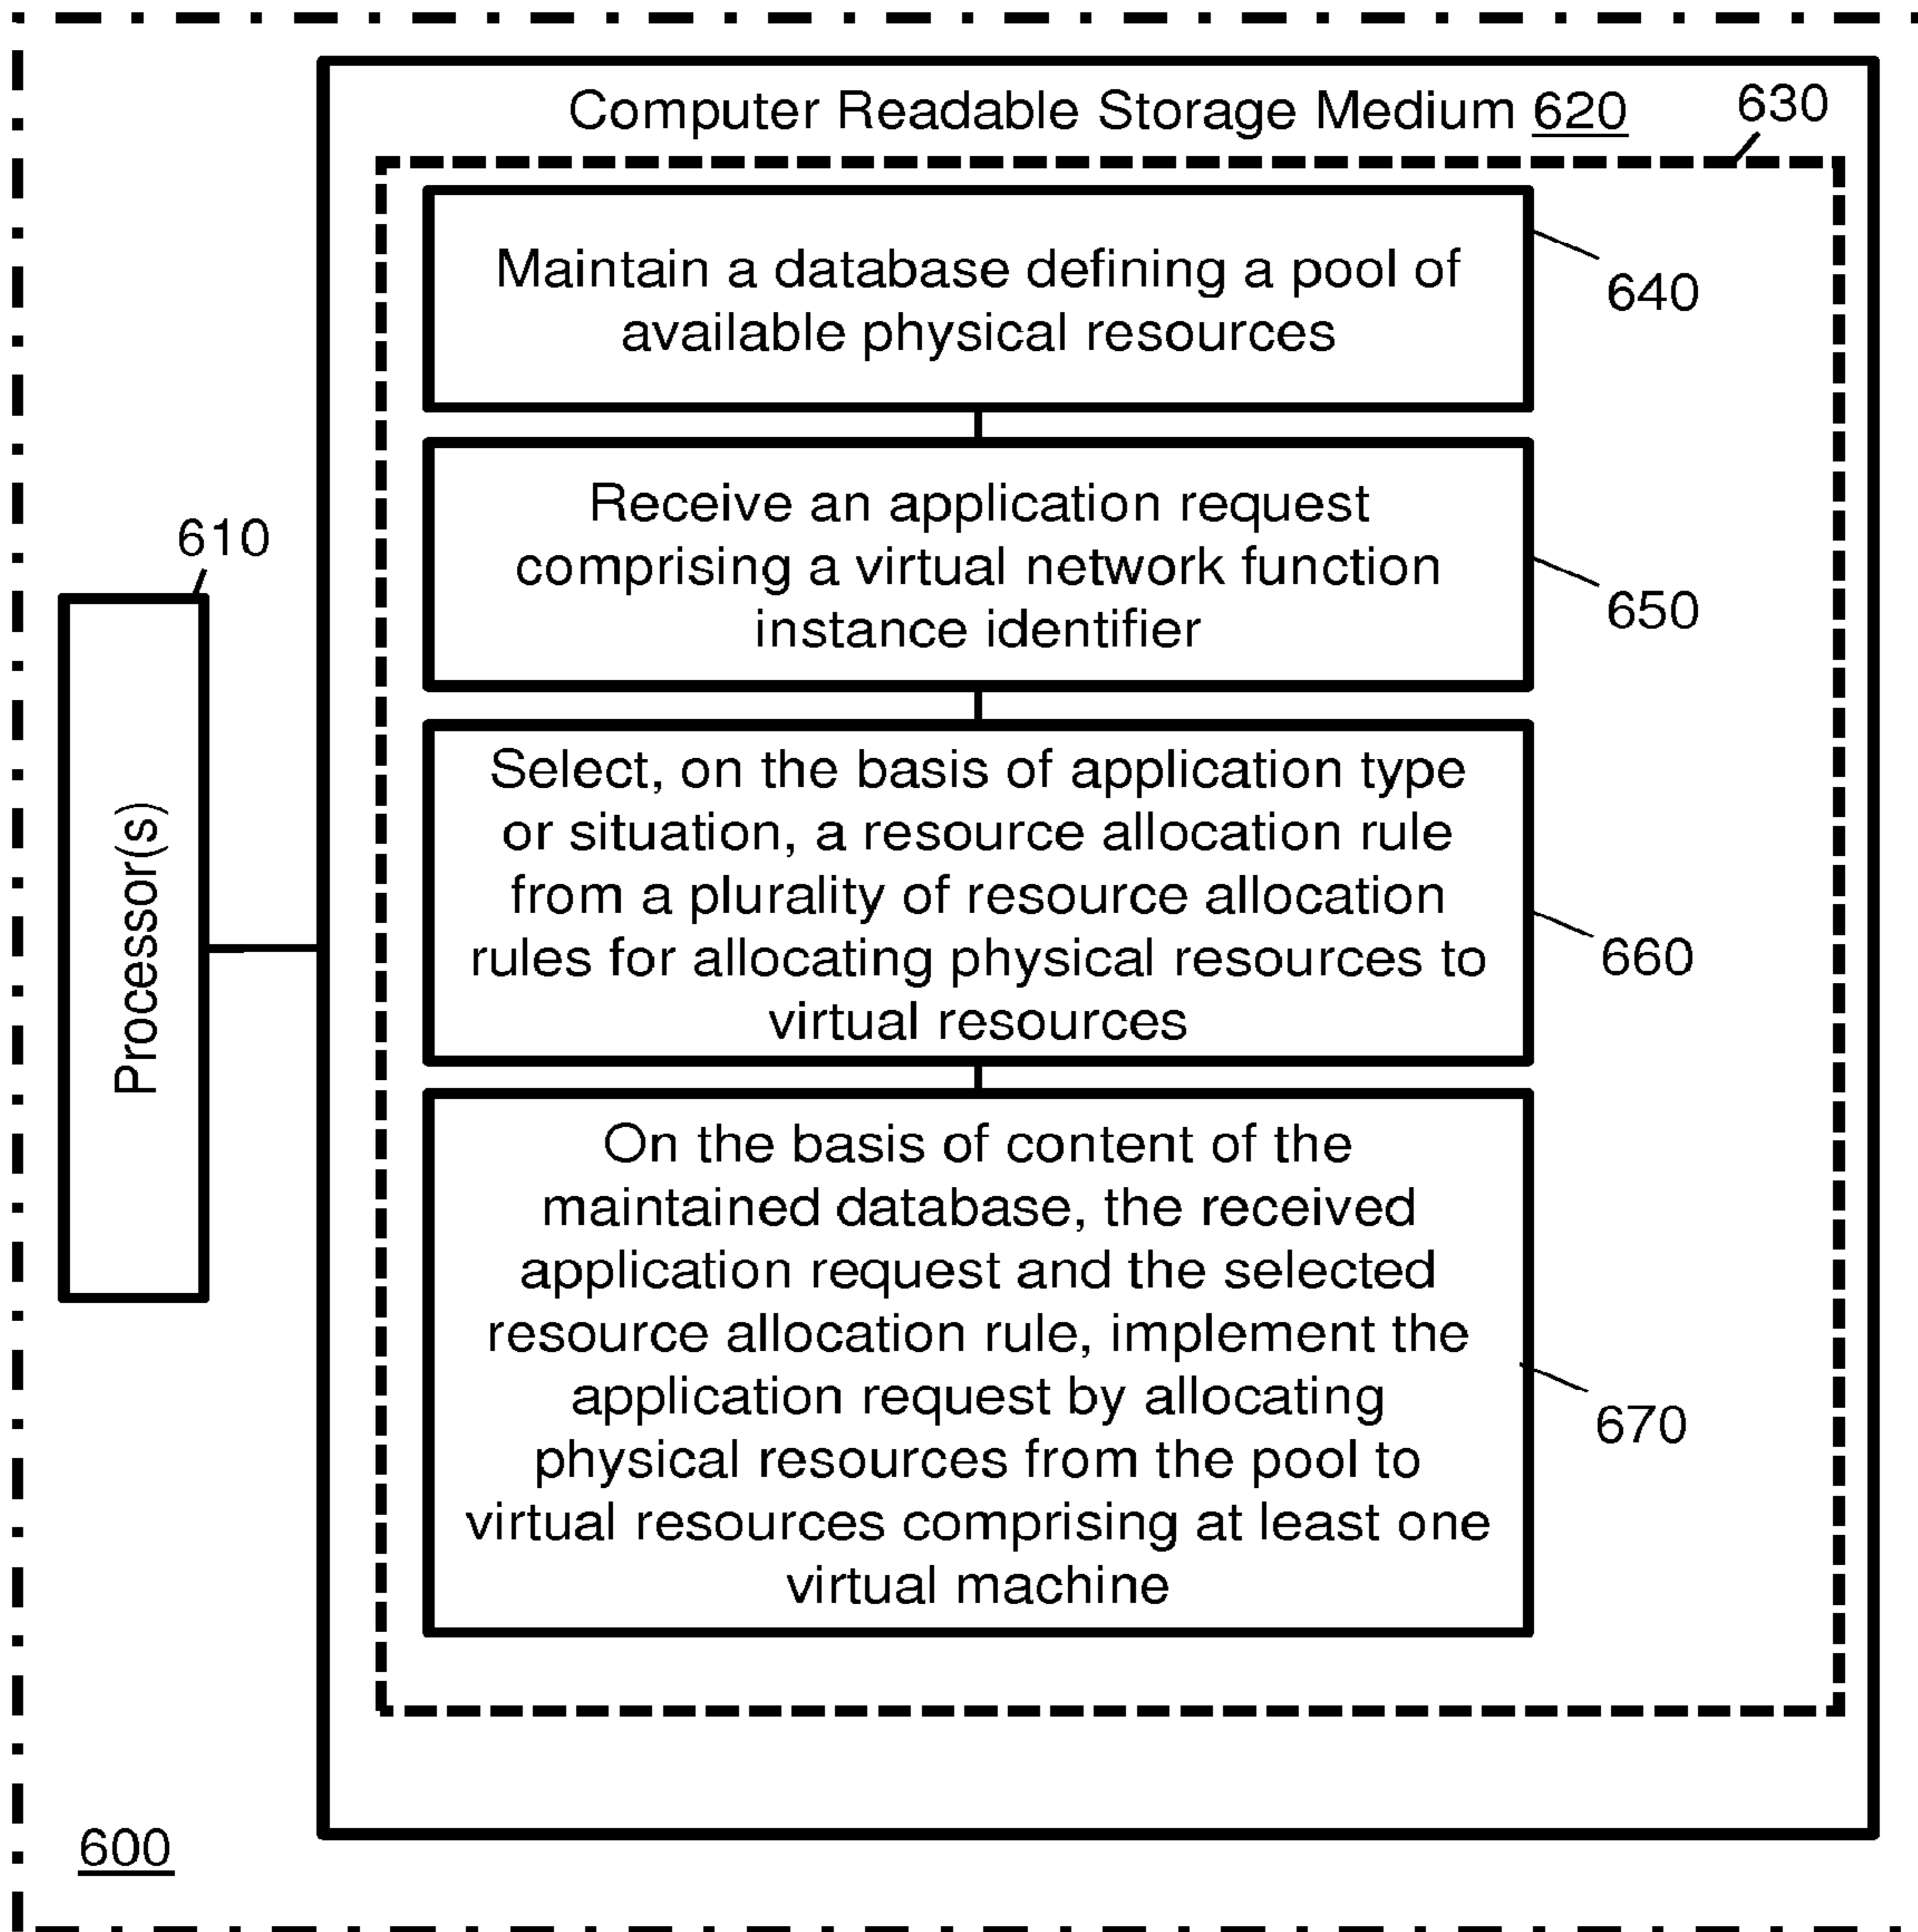 Computer Readable Storage Medium 620
630
Maintain a database defining a pool of
available physical resources
640
Receive an application request
comprising a virtual network function
instance identifier
650
610
Processor(s)
Select, on the basis of application type
or situation, a resource allocation rule
from a plurality of resource allocation
rules for allocating physical resources to
virtual resources
660
On the basis of content of the
maintained database, the received
application request and the selected
resource allocation rule, implement the
application request by allocating
physical resources from the pool to
virtual resources comprising at least one
virtual machine
670
600